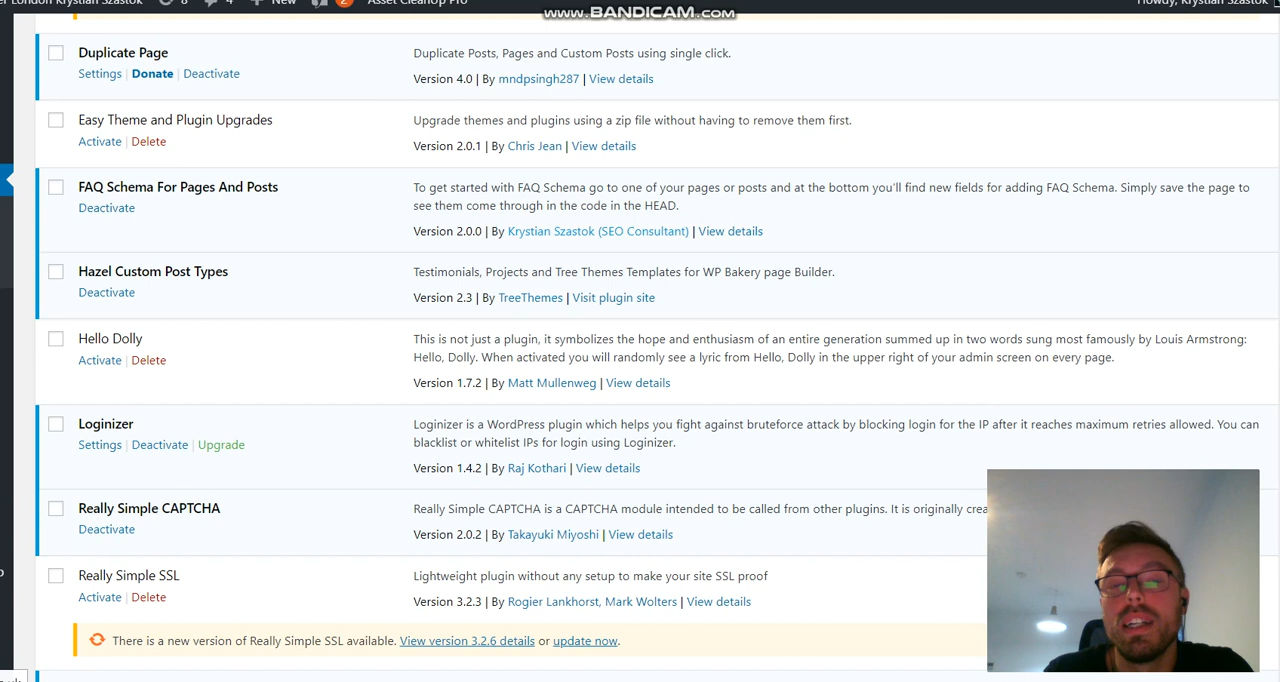 er London Krystian Szastok 8 4 New 2 Asset CleanUp Pro Howdy, Krystian Szastok
www.BANDICAM.com
Duplicate Page
Duplicate Posts, Pages and Custom Posts using single click.
Settings | Donate | Deactivate
Version 4.0 | By mndpsingh287 | View details
Easy Theme and Plugin Upgrades
Upgrade themes and plugins using a zip file without having to remove them first.
Activate | Delete
Version 2.0.1 | By Chris Jean | View details
FAQ Schema For Pages And Posts
To get started with FAQ Schema go to one of your pages or posts and at the bottom you'll find new fields for adding FAQ Schema. Simply save the page to
see them come through in the code in the HEAD.
Deactivate
Version 2.0.0 | By Krystian Szastok (SEO Consultant) | View details
Hazel Custom Post Types
Testimonials, Projects and Tree Themes Templates for WP Bakery page Builder.
Deactivate
Version 2.3 | By TreeThemes | Visit plugin site
Hello Dolly
This is not just a plugin, it symbolizes the hope and enthusiasm of an entire generation summed up in two words sung most famously by Louis Armstrong:
Hello, Dolly. When activated you will randomly see a lyric from Hello, Dolly in the upper right of your admin screen on every page.
Activate | Delete
Version 1.7.2 | By Matt Mullenweg | View details
Loginizer
Loginizer is a WordPress plugin which helps you fight against bruteforce attack by blocking login for the IP after it reaches maximum retries allowed. You can
blacklist or whitelist IPs for login using Loginizer.
Settings | Deactivate | Upgrade
Version 1.4.2 | By Raj Kothari | View details
Really Simple CAPTCHA
Really Simple CAPTCHA is a CAPTCHA module intended to be called from other plugins. It is originally crea
Deactivate
Version 2.0.2 | By Takayuki Miyoshi | View details
Really Simple SSL
Lightweight plugin without any setup to make your site SSL proof
Activate | Delete
Version 3.2.3 | By Rogier Lankhorst, Mark Wolters | View details
There is a new version of Really Simple SSL available. View version 3.2.6 details or update now.